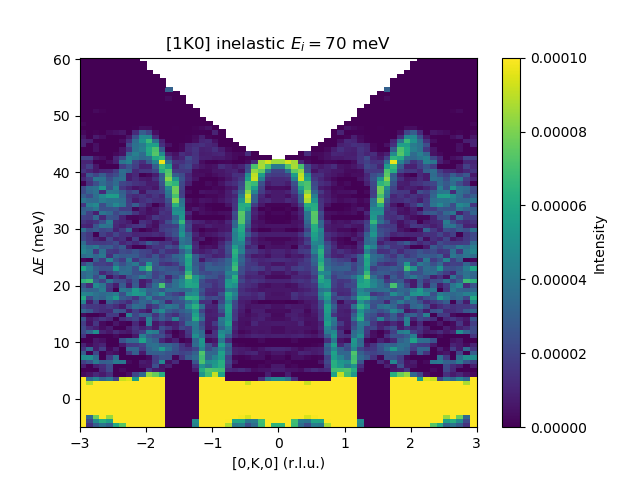 [1K0] inelastic $E_i = 70$ meV
60
50
40
30
20
10
0
ΔE (meV)
−3 −2 −1 0 1 2 3
[0,K,0] (r.l.u.)
0.00010
0.00008
0.00006
0.00004
0.00002
0.00000
Intensity